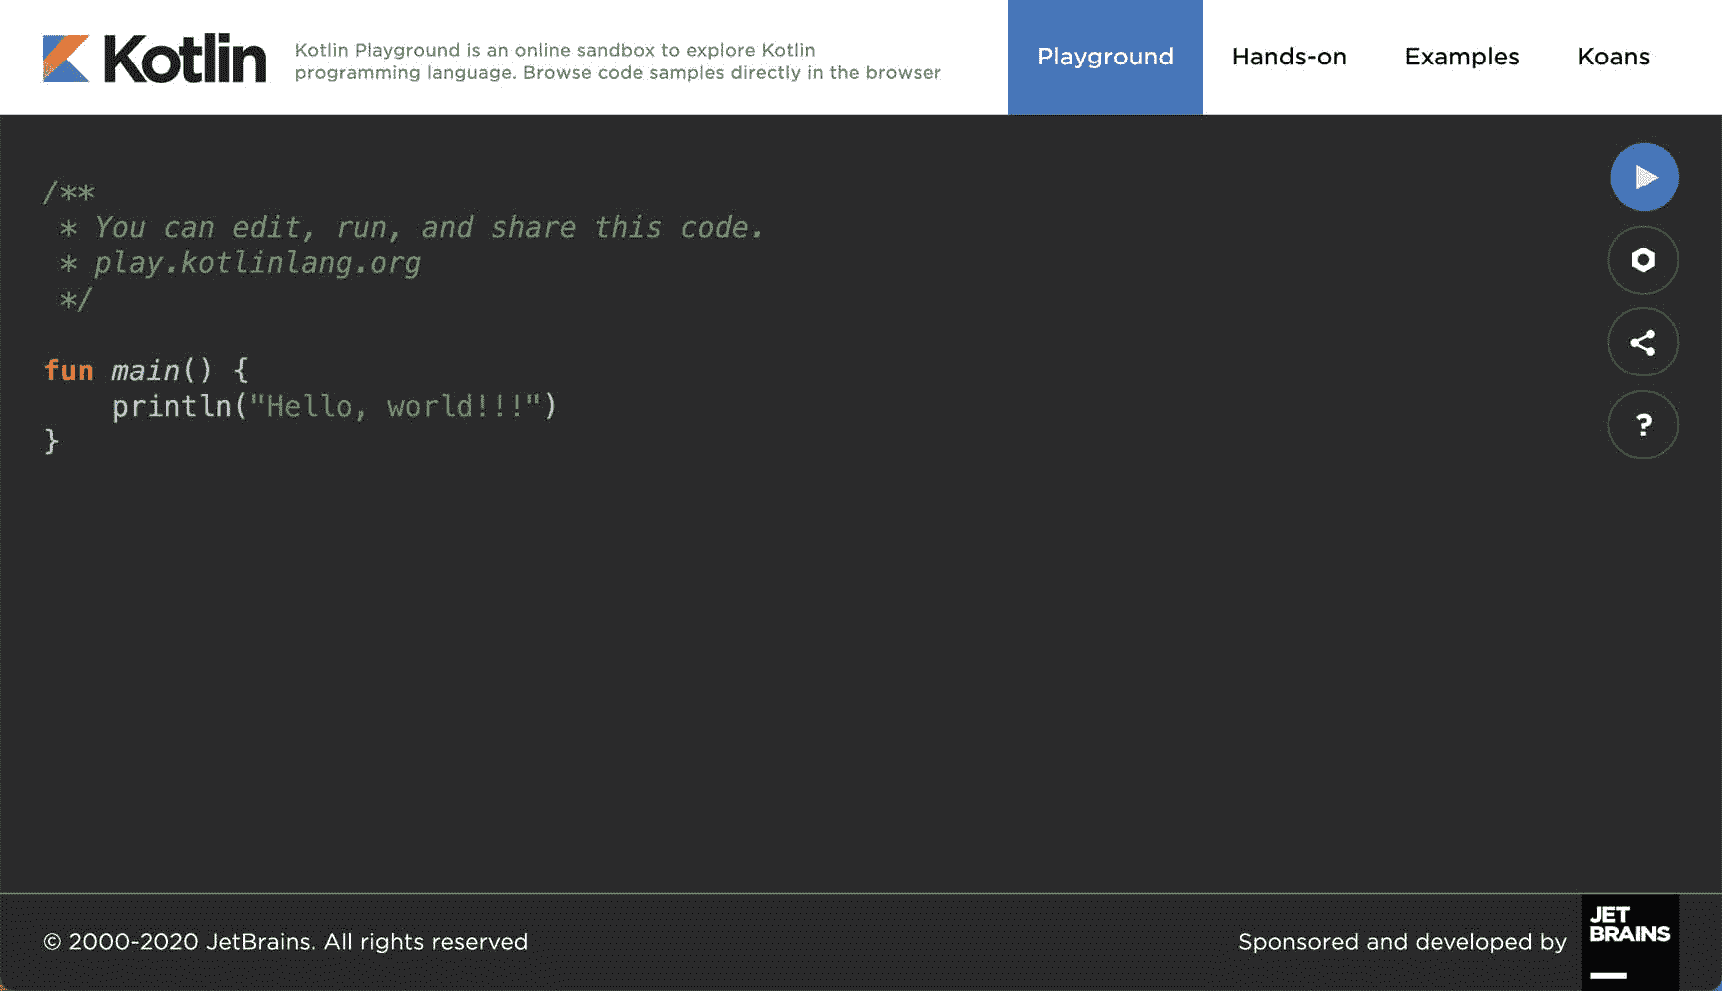 Kotlin
Kotlin Playground is an online sandbox to explore Kotlin
programming language. Browse code samples directly in the browser
Playground
Hands-on
Examples
Koans
/**
 * You can edit, run, and share this code.
 * play.kotlinlang.org
 */
fun main() {
    println("Hello, world!!!")
}
?
© 2000-2020 JetBrains. All rights reserved
Sponsored and developed by
JET
BRAINS